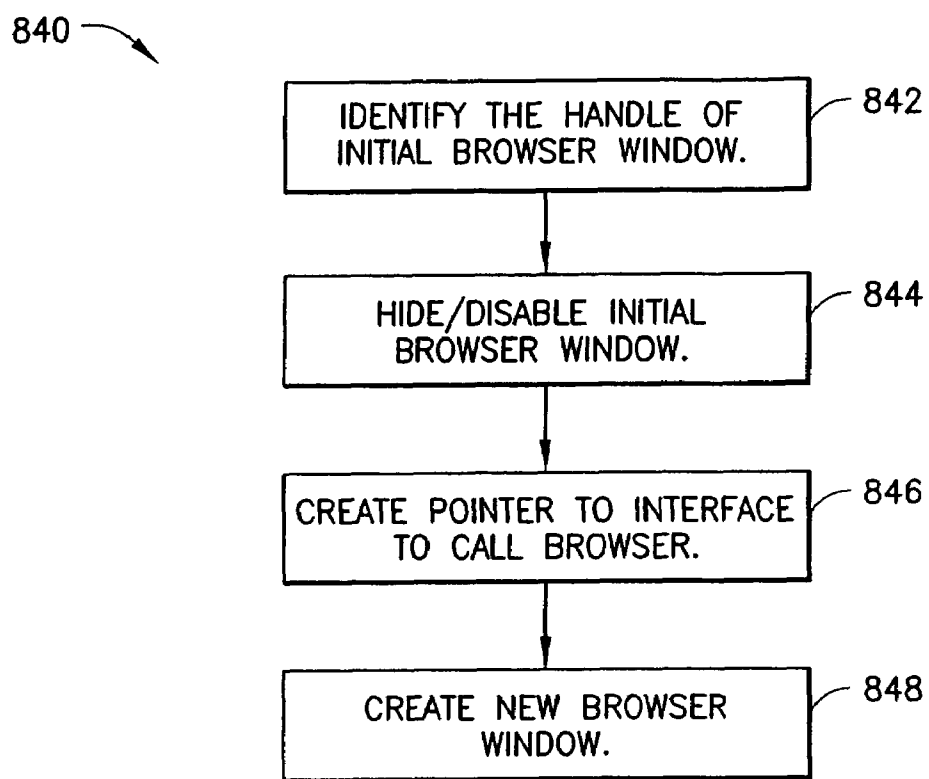 840
IDENTIFY THE HANDLE OF
INITIAL BROWSER WINDOW.
842
HIDE/DISABLE INITIAL
BROWSER WINDOW.
844
CREATE POINTER TO INTERFACE
TO CALL BROWSER.
846
CREATE NEW BROWSER
WINDOW.
848